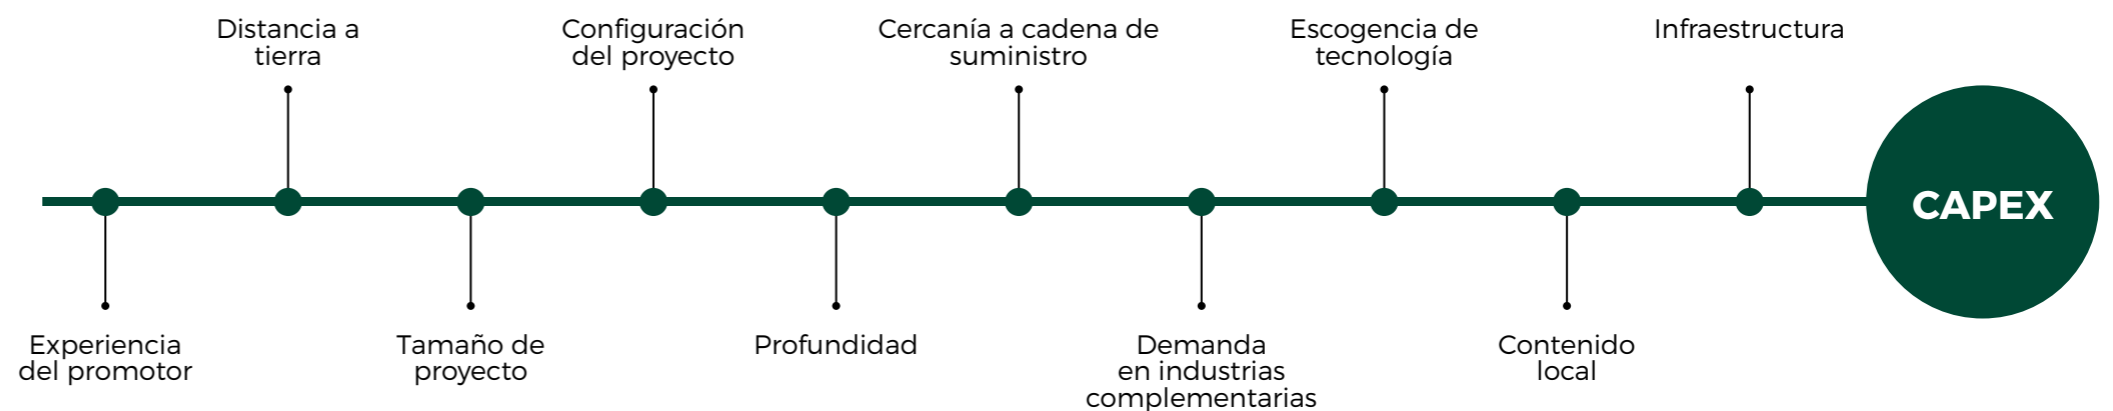 Distancia a
tierra
Configuración
del proyecto
Cercanía a cadena de
suministro
Escogencia de
tecnología
Infraestructura
CAPEX
Experiencia
del promotor
Tamaño de
proyecto
Profundidad
Demanda
en industrias
complementarias
Contenido
local